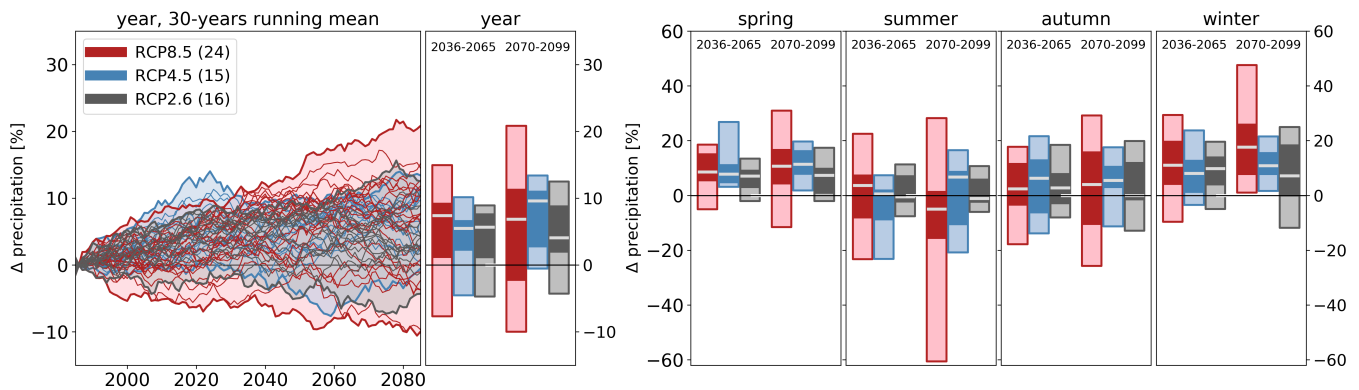 year, 30-years running mean
RCP8.5 (24)
RCP4.5 (15)
RCP2.6 (16)
Δ precipitation [%]
30
20
10
0
−10
2000 2020 2040 2060 2080
year
2036-2065 2070-2099
30
20
10
0
−10
Δ precipitation [%]
60
40
20
0
−20
−40
−60
spring
2036-2065 2070-2099
summer
2036-2065 2070-2099
autumn
2036-2065 2070-2099
winter
2036-2065 2070-2099
60
40
20
0
−20
−40
−60